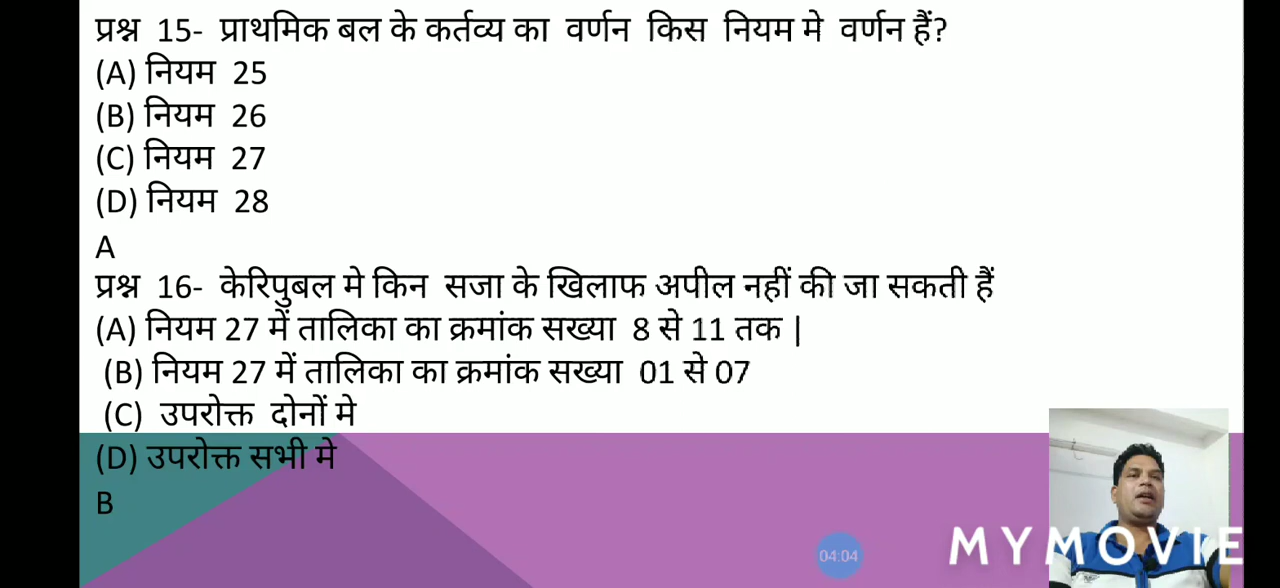 प्रश्न 15- प्राथमिक बल के कर्तव्य का वर्णन किस नियम मे वर्णन हैं?
(A) नियम 25
(B) नियम 26
(C) नियम 27
(D) नियम 28
A
प्रश्न 16- केरिपुबल मे किन सजा के खिलाफ अपील नहीं की जा सकती हैं
(A) नियम 27 में तालिका का क्रमांक सख्या 8 से 11 तक |
(B) नियम 27 में तालिका का क्रमांक सख्या 01 से 07
(C) उपरोक्त दोनों मे
(D) उपरोक्त सभी मे
B
04:04
MYMOVIE